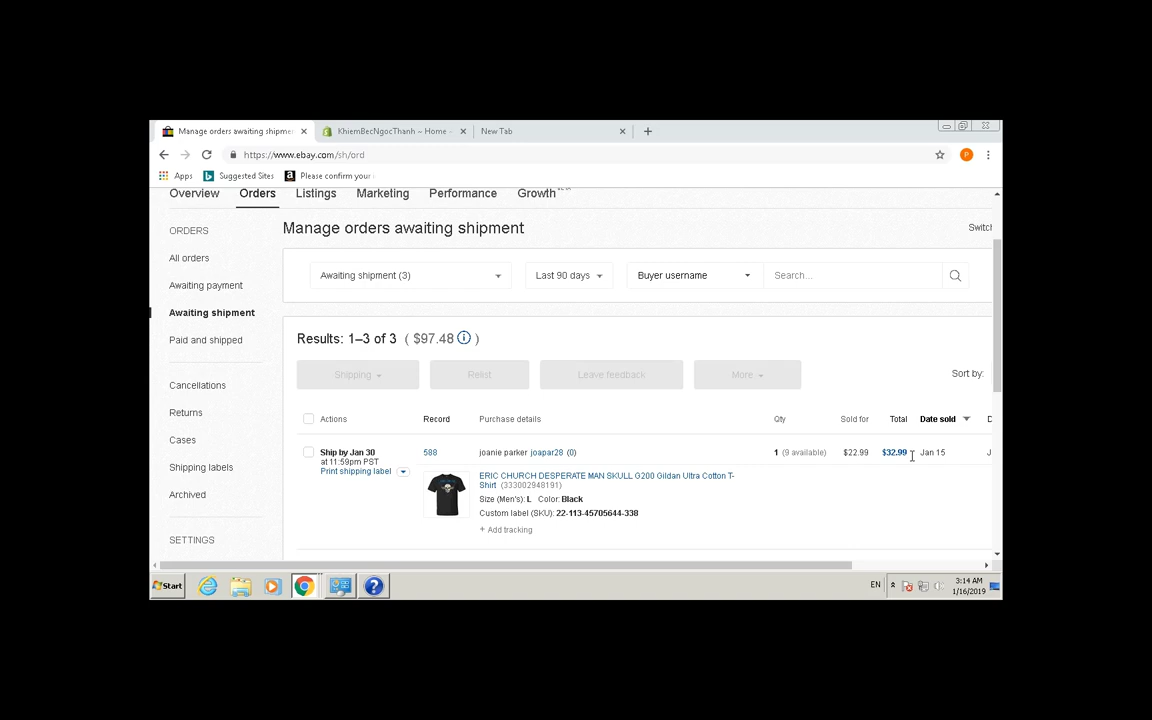 Manage orders awaiting shipme
KhiemBecNgocThanh ~ Home -
New Tab
https://www.ebay.com/sh/ord
Apps
Suggested Sites
Please confirm your i
Overview
Orders
Listings
Marketing
Performance
Growth
ORDERS
All orders
Awaiting payment
Awaiting shipment
Paid and shipped
Cancellations
Returns
Cases
Shipping labels
Archived
SETTINGS
Manage orders awaiting shipment
Switch
Awaiting shipment (3)
Last 90 days
Buyer username
Search...
Results: 1–3 of 3 ( $97.48 )
Shipping
Relist
Leave feedback
More
Sort by:
Actions
Record
Purchase details
Qty
Sold for
Total
Date sold
D
Ship by Jan 30
at 11:59pm PST
Print shipping label
588
joanie parker joapar28 (0)
1 (9 available)
$22.99
$32.99
Jan 15
J
ERIC CHURCH DESPERATE MAN SKULL G200 Gildan Ultra Cotton T-
Shirt (333002948191)
Size (Men's): L Color: Black
Custom label (SKU): 22-113-45705644-338
+ Add tracking
Start
EN
3:14 AM
1/16/2019